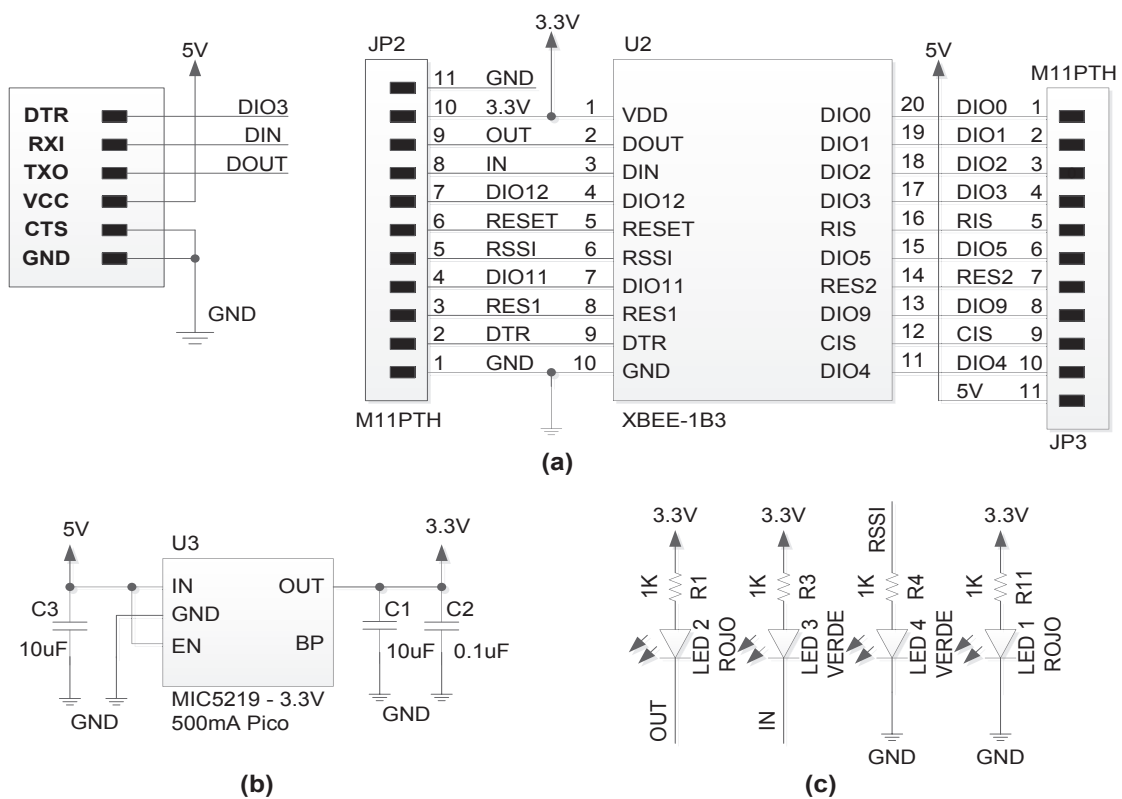 5V
DTR DIO3
RXI DIN
TXO DOUT
VCC
CTS
GND
GND
3.3V
JP2 U2 5V
M11PTH
11 GND
10 3.3V 1 VDD DIO0 20 DIO0 1
9 OUT 2 DOUT DIO1 19 DIO1 2
8 IN 3 DIN DIO2 18 DIO2 3
7 DIO12 4 DIO12 DIO3 17 DIO3 4
6 RESET 5 RESET RIS 16 RIS 5
5 RSSI 6 RSSI DIO5 15 DIO5 6
4 DIO11 7 DIO11 RES2 14 RES2 7
3 RES1 8 RES1 DIO9 13 DIO9 8
2 DTR 9 DTR CIS 12 CIS 9
1 GND 10 GND DIO4 11 DIO4 10
5V 11
M11PTH XBEE-1B3 JP3
(a)
5V U3 3.3V
IN OUT
GND
EN BP
C3 10uF
C1 10uF
C2 0.1uF
GND
MIC5219 - 3.3V
500mA Pico
GND
(b)
3.3V 3.3V RSSI 3.3V
1K R1
1K R3
1K R4
1K R11
LED 2 ROJO
LED 3 VERDE
LED 4 VERDE
LED 1 ROJO
OUT IN GND GND
(c)